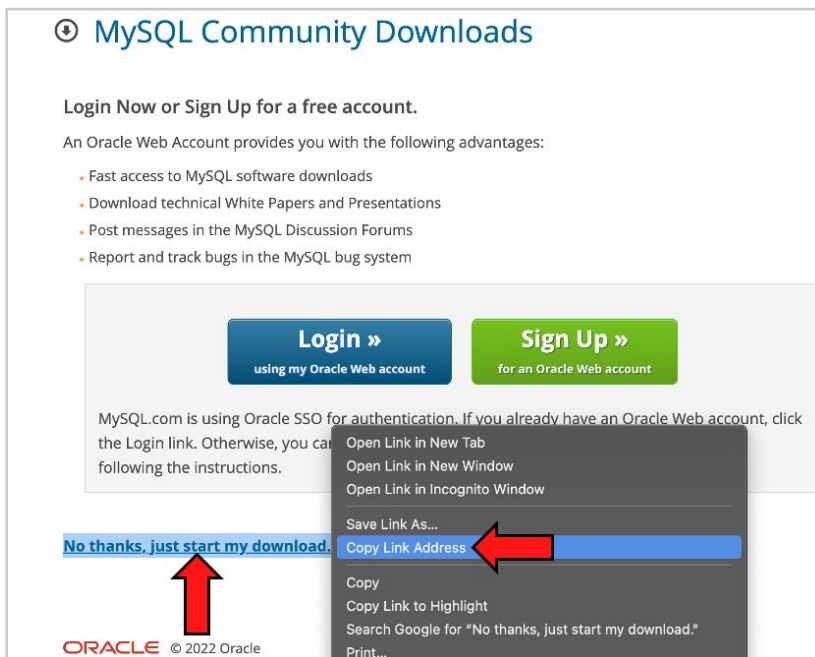 MySQL Community Downloads
Login Now or Sign Up for a free account.
An Oracle Web Account provides you with the following advantages:
Fast access to MySQL software downloads
Download technical White Papers and Presentations
Post messages in the MySQL Discussion Forums
Report and track bugs in the MySQL bug system
Login »
using my Oracle Web account
Sign Up »
for an Oracle Web account
MySQL.com is using Oracle SSO for authentication. If you already have an Oracle Web account, click
the Login link. Otherwise, you
following the instructions.
No thanks, just start my download.
Open Link in New Tab
Open Link in New Window
Open Link in Incognito Window
Save Link As...
Copy Link Address
Copy
Copy Link to Highlight
Search Google for “No thanks, just start my download.”
Print...
ORACLE © 2022 Oracle